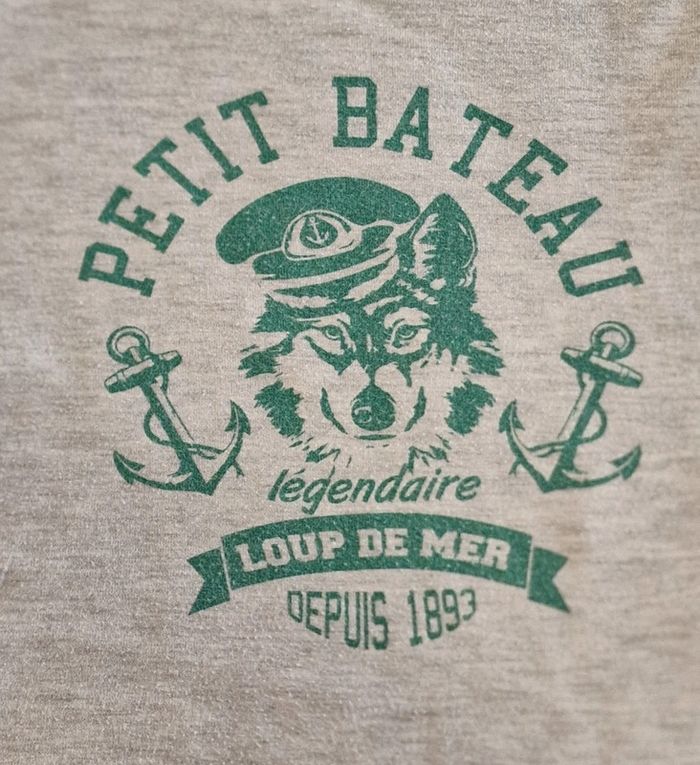 PETIT BATEAU
légendaire
LOUP DE MER
DEPUIS 1893